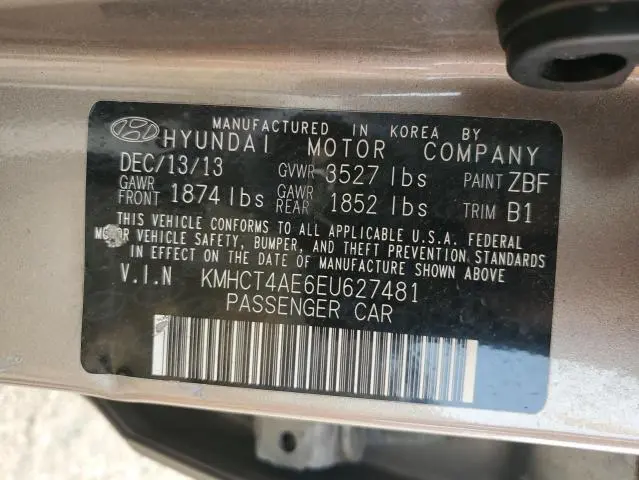 MANUFACTURED IN KOREA BY
HYUNDAI MOTOR COMPANY
DEC/13/13 GVWR 3527 lbs PAINT ZBF
GAWR FRONT 1874 lbs GAWR REAR 1852 lbs TRIM B1
THIS VEHICLE CONFORMS TO ALL APPLICABLE U.S.A. FEDERAL
MOTOR VEHICLE SAFETY, BUMPER, AND THEFT PREVENTION STANDARDS
IN EFFECT ON THE DATE OF MANUFACTURE SHOWN ABOVE
V.I.N KMHCT4AE6EU627481
PASSENGER CAR